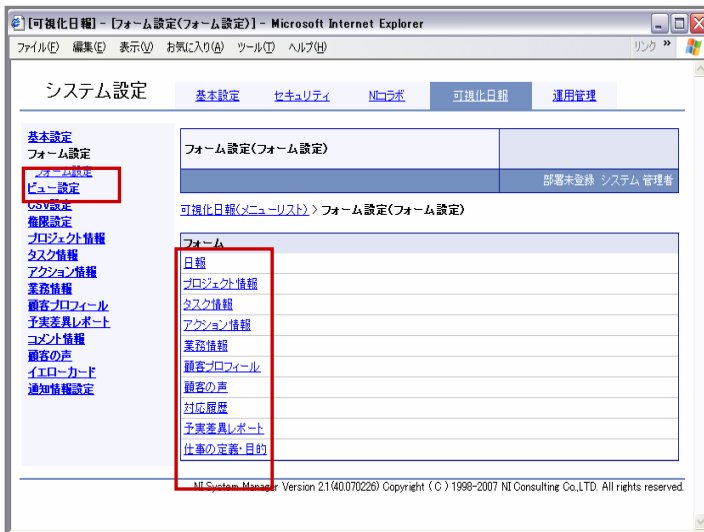 [可視化日報] - [フォーム設定(フォーム設定)] - Microsoft Internet Explorer
ファイル(F) 編集(E) 表示(V) お気に入り(A) ツール(T) ヘルプ(H) リンク »
システム設定
基本設定 セキュリティ NIコラボ 可視化日報 運用管理
基本設定
フォーム設定
フォーム設定
ビュー設定
CSV設定
権限設定
プロジェクト情報
タスク情報
アクション情報
業務情報
顧客プロフィール
予実差異レポート
コメント情報
顧客の声
イエローカード
通知情報設定
フォーム設定(フォーム設定)
部署未登録 システム 管理者
可視化日報(メニューリスト) > フォーム設定(フォーム設定)
フォーム
日報
プロジェクト情報
タスク情報
アクション情報
業務情報
顧客プロフィール
顧客の声
対応履歴
予実差異レポート
仕事の定義・目的
NI System Manager Version 2.1 (40.070226) Copyright (C) 1998-2007 NI Consulting Co.,LTD. All rights reserved.